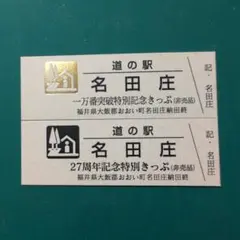 道の駅
名田庄
一万番突破特別記念きっぷ(非売品)
福井県大飯郡おおい町名田庄納田終
記・名田庄
道の駅
名田庄
27周年記念特別きっぷ(非売品)
福井県大飯郡おおい町名田庄納田終
記・名田庄